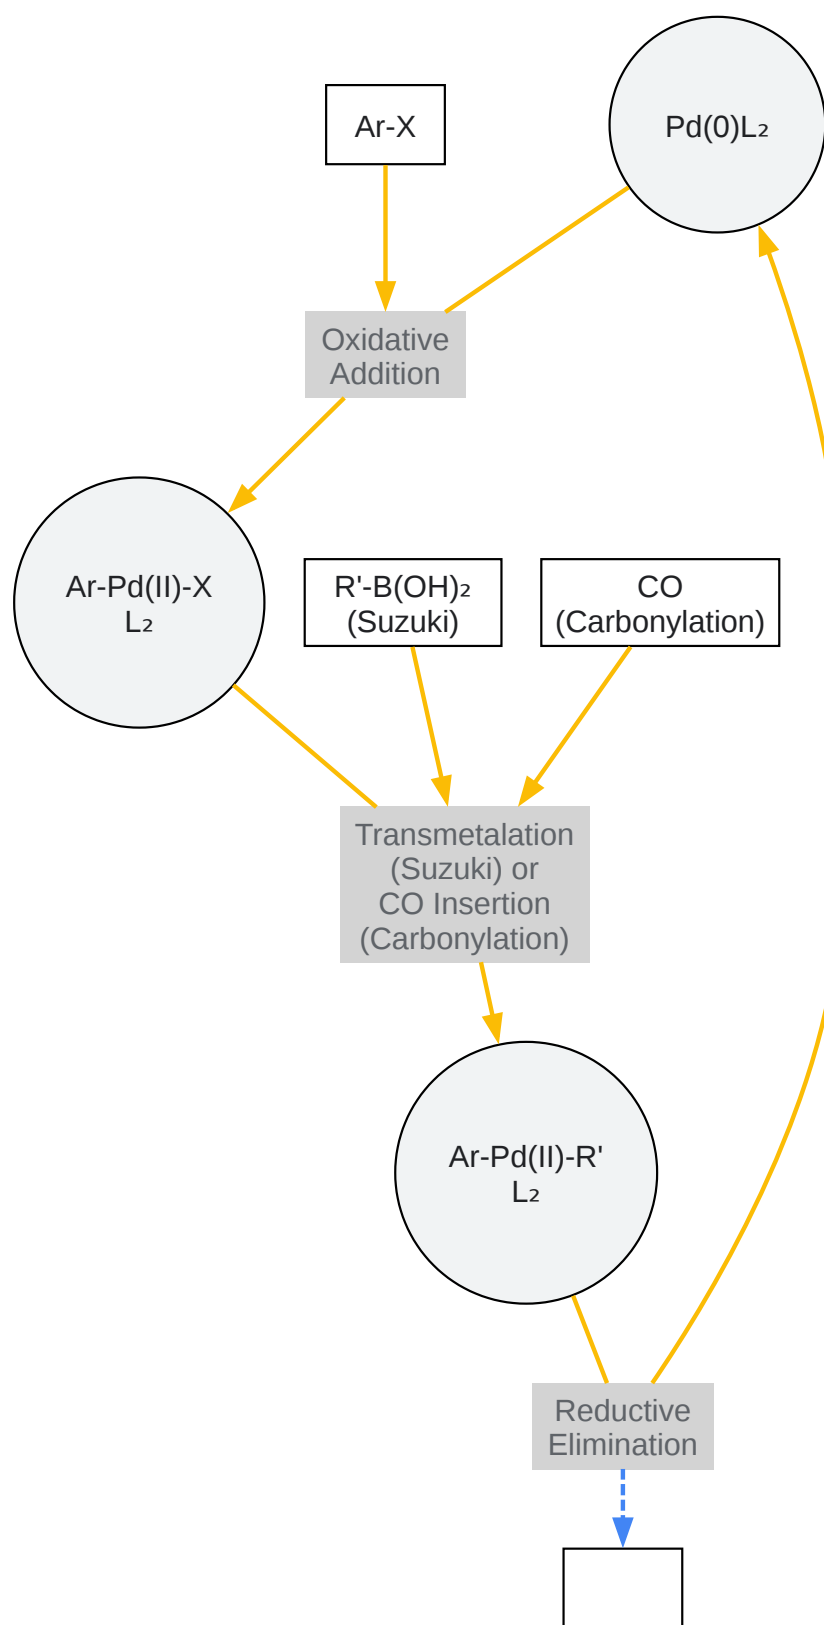 Ar-X
Pd(0)L₂
Oxidative
Addition
Ar-Pd(II)-X
L₂
R'-B(OH)₂
(Suzuki)
CO
(Carbonylation)
Transmetalation
(Suzuki) or
CO Insertion
(Carbonylation)
Ar-Pd(II)-R'
L₂
Reductive
Elimination